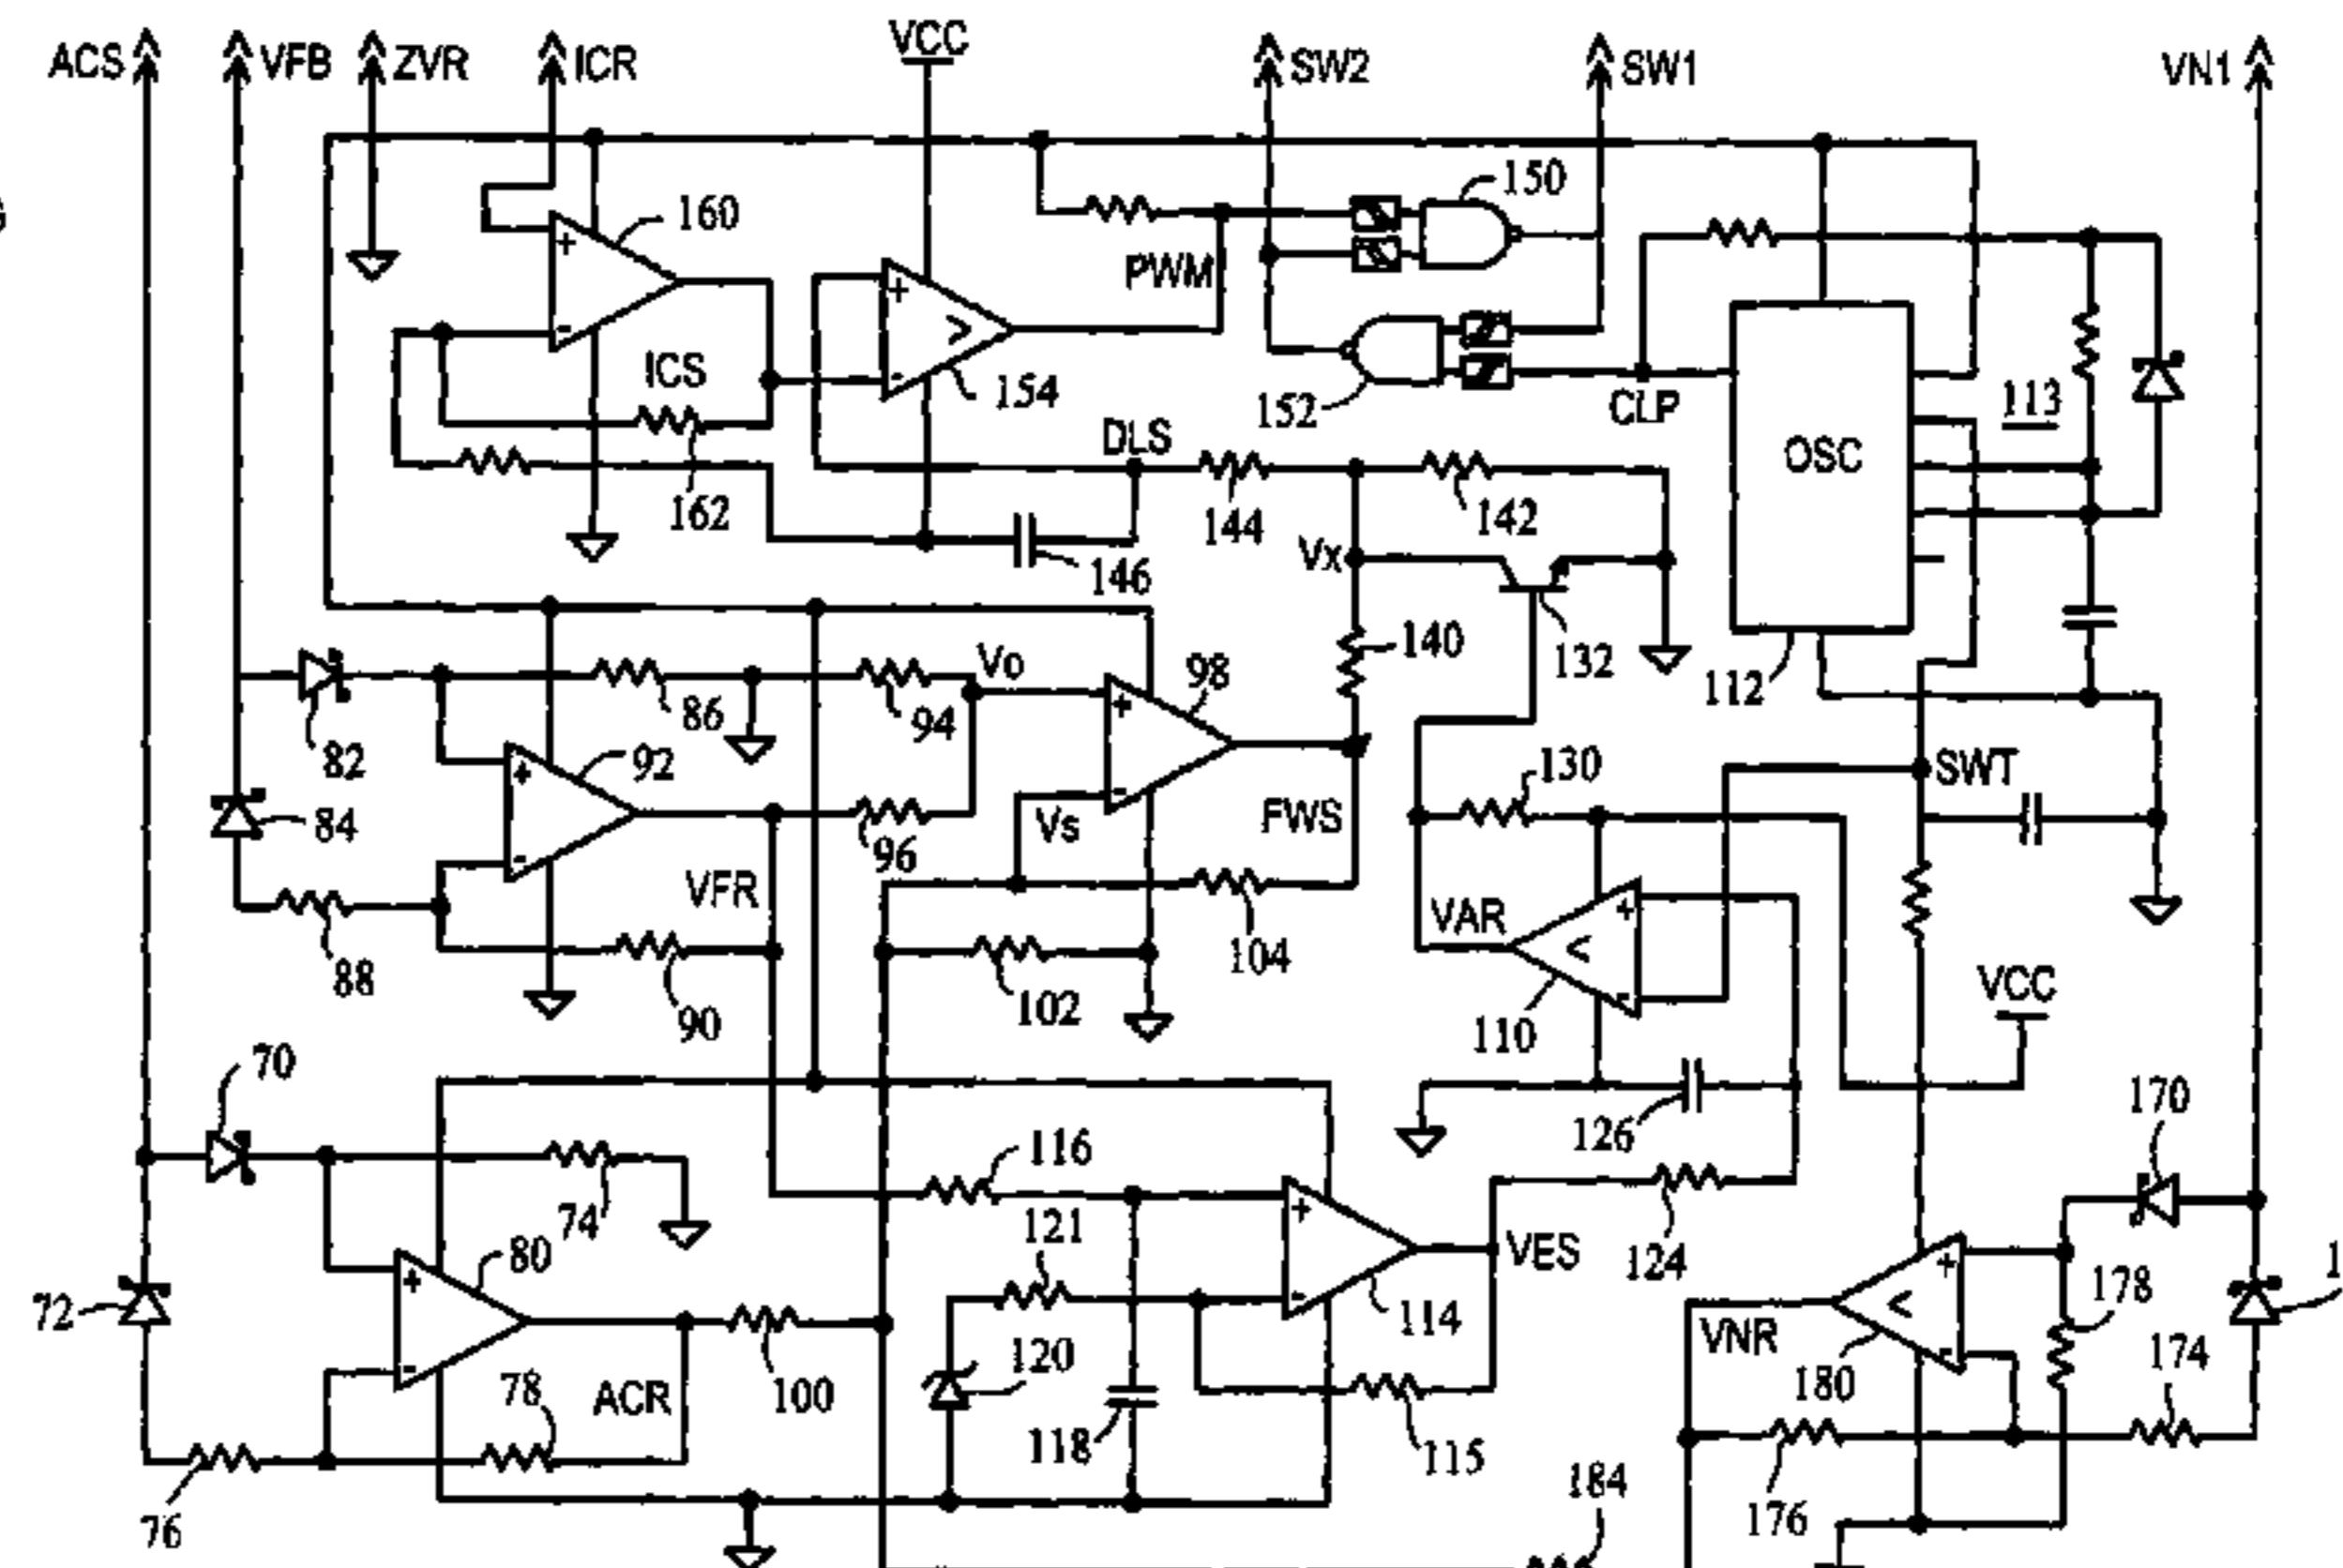 ACS VFB ZVR ICR VCC SW2 SW1 VN1
160 150
PWM
ICS 154 152 CLP 113
DLS OSC
162 144 142
Vx
146
Vo 98 140 132 112
86 94
82 92 130 SWT
84 Vs FWS
96
VFR VAR
88 104
102 VCC
90 110
70 170
126
116
74 121 VES 124
80 178 1
72 114 VNR
120 174
78 ACR 100 180
118 115
184
76 176